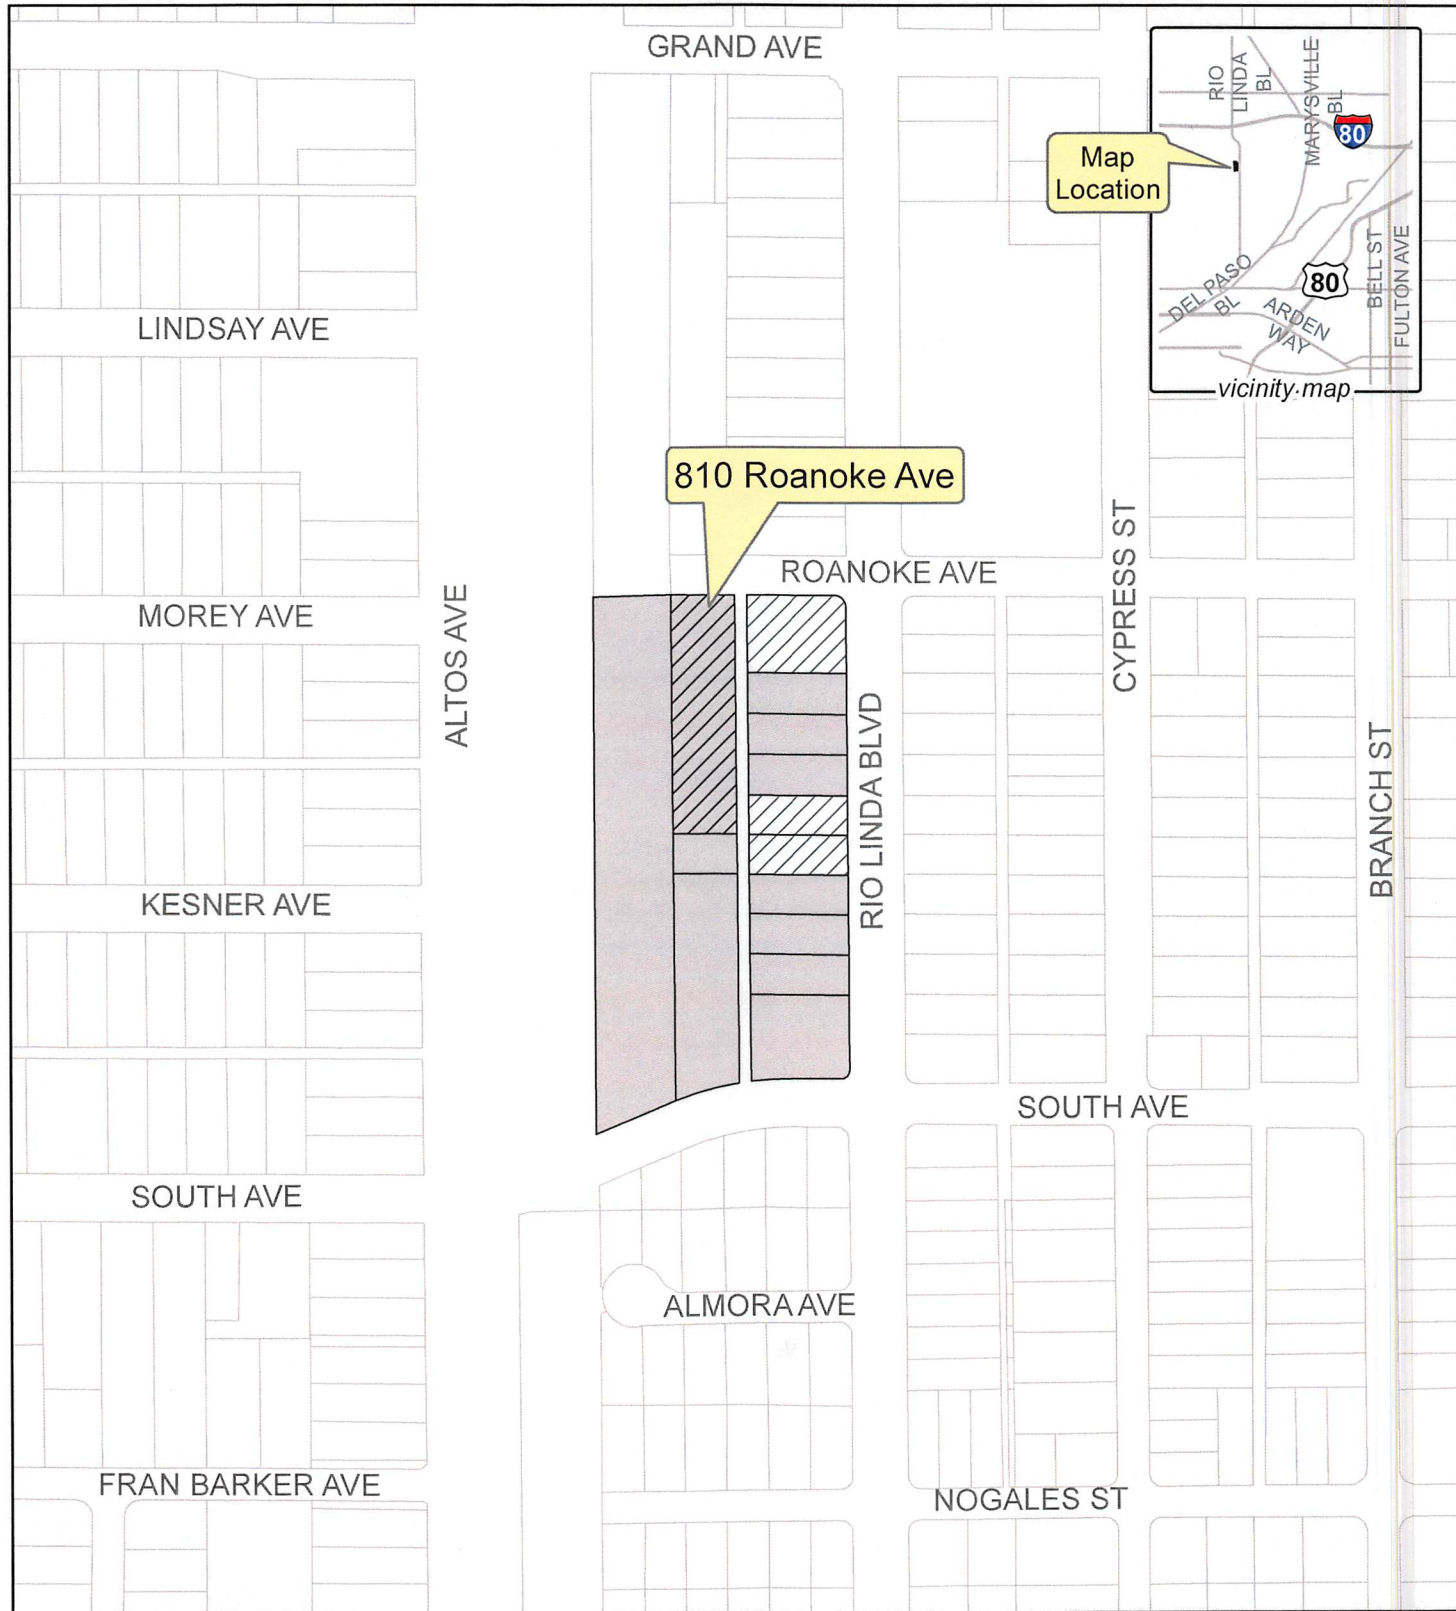 GRAND AVE
RIO
LINDA
BL
MARYSVILLE
BL
80
Map
Location
DEL PASO
BL
80
ARDEN
WAY
BELL ST
FULTON AVE
vicinity map
LINDSAY AVE
810 Roanoke Ave
ROANOKE AVE
CYPRESS ST
MOREY AVE
ALTOS AVE
RIO LINDA BLVD
BRANCH ST
KESNER AVE
SOUTH AVE
SOUTH AVE
ALMORA AVE
FRAN BARKER AVE
NOGALES ST